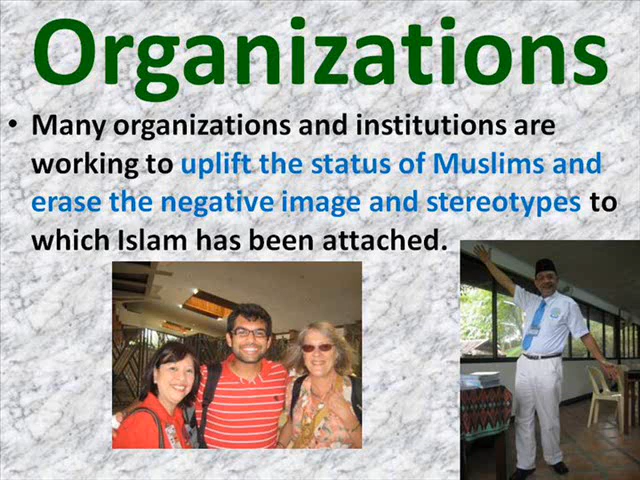 Organizations
• Many organizations and institutions are
working to uplift the status of Muslims and
erase the negative image and stereotypes to
which Islam has been attached.